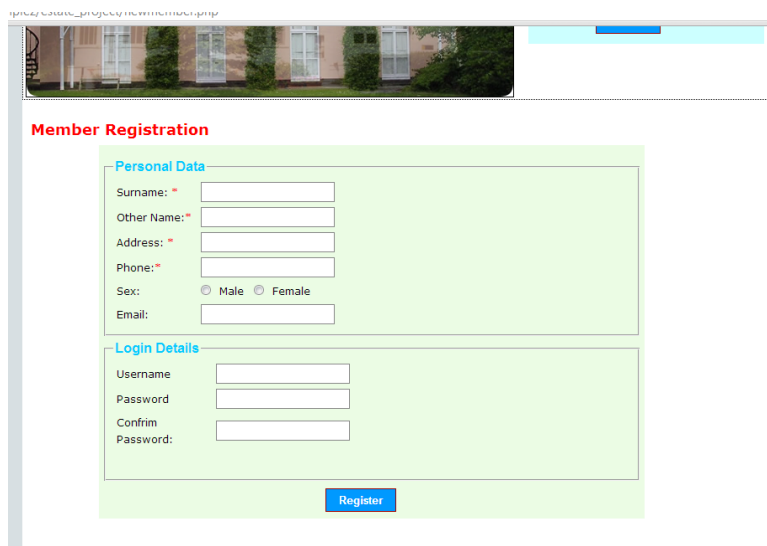 Member Registration
Personal Data
Surname: *
Other Name:*
Address: *
Phone:*
Sex: Male Female
Email:
Login Details
Username
Password
Confrim
Password:
Register